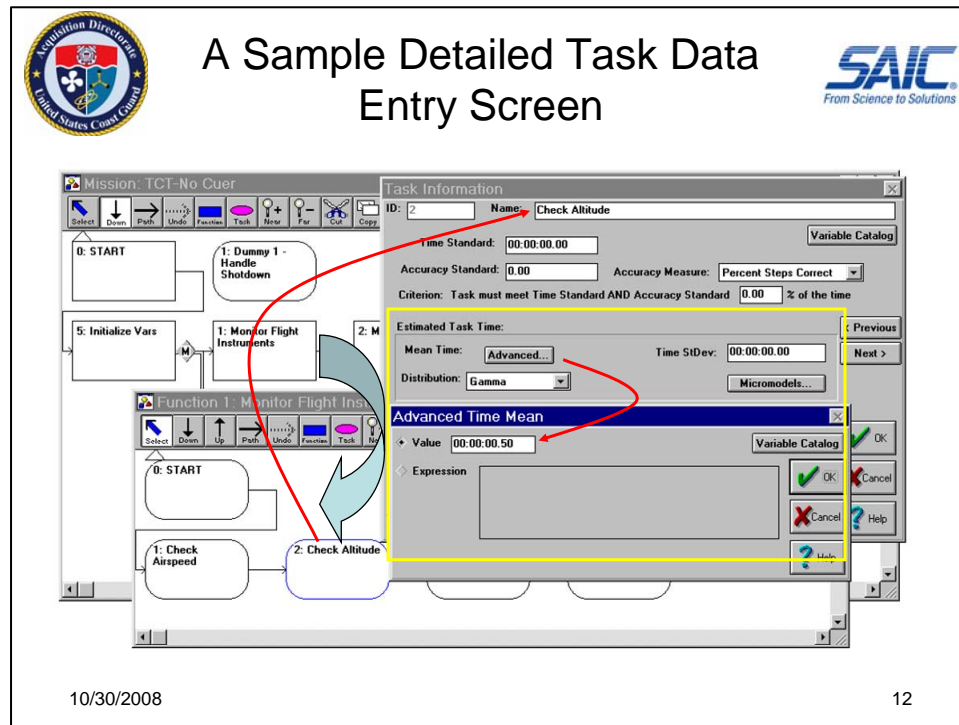 Acquisition Directorate
United States Coast Guard
A Sample Detailed Task Data
Entry Screen
SAIC
From Science to Solutions
Mission: TCT-No Cuer
Select Down Path Undo Function Task Near Far Cut Copy
0: START
1: Dummy 1 -
Handle
Shotdown
5: Initialize Vars
M
1: Monitor Flight
Instruments
2: M
Task Information
ID: 2 Name: Check Altitude
Variable Catalog
Time Standard: 00:00:00.00
Accuracy Standard: 0.00 Accuracy Measure: Percent Steps Correct
Criterion: Task must meet Time Standard AND Accuracy Standard 0.00 % of the time
Estimated Task Time:
Mean Time: Advanced... Time StDev: 00:00:00.00
Distribution: Gamma Micromodels...
< Previous
Next >
OK
Cancel
Help
Function 1: Monitor Flight Inst
Select Down Up Path Undo Function Task
0: START
1: Check
Airspeed
2: Check Altitude
Advanced Time Mean
Value 00:00:00.50 Variable Catalog
Expression
OK
Cancel
Help
10/30/2008
12